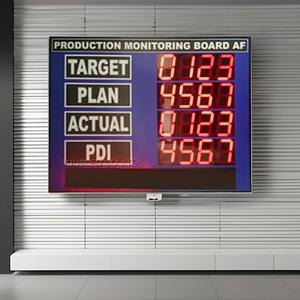 PRODUCTION MONITORING BOARD AF
TARGET 0123
PLAN 4567
ACTUAL 0123
PDI 4567